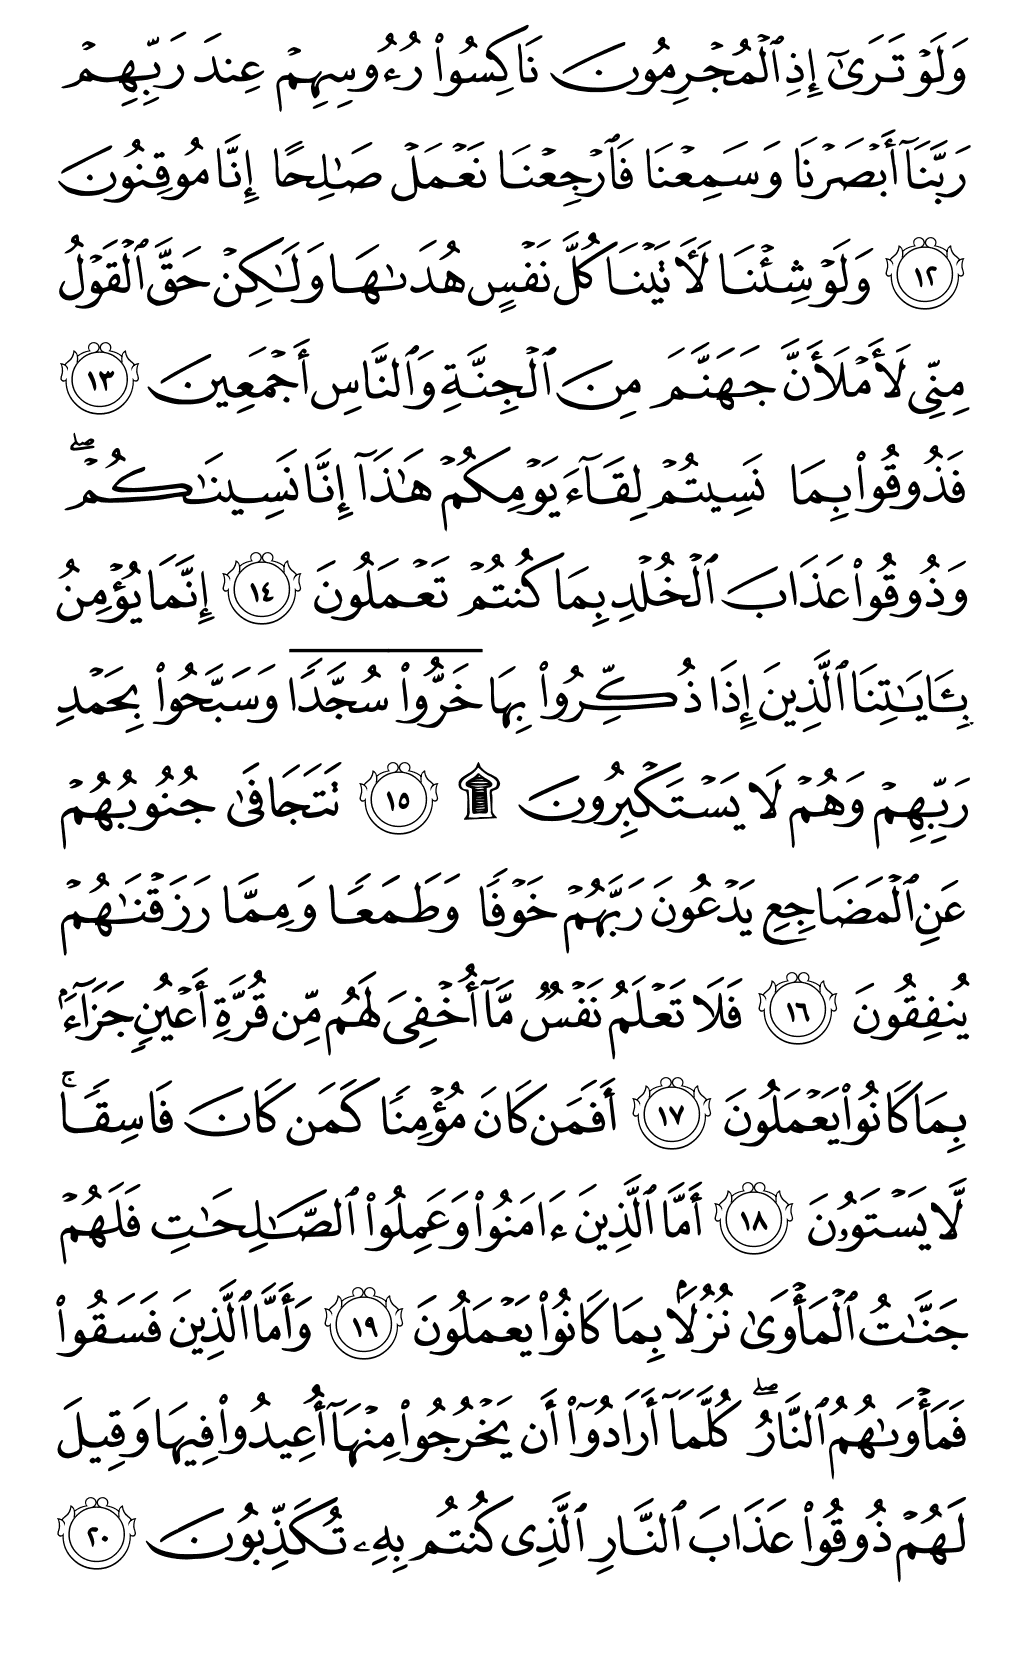 وَلَوۡ تَرَىٰٓ إِذِ ٱلۡمُجۡرِمُونَ نَاكِسُواْ رُءُوسِهِمۡ عِندَ رَبِّهِمۡ
رَبَّنَآ أَبۡصَرۡنَا وَسَمِعۡنَا فَٱرۡجِعۡنَا نَعۡمَلۡ صَٰلِحًا إِنَّا مُوقِنُونَ
١٢ وَلَوۡ شِئۡنَا لَأٓتَيۡنَا كُلَّ نَفۡسٍ هُدَىٰهَا وَلَٰكِنۡ حَقَّ ٱلۡقَوۡلُ
مِنِّي لَأَمۡلَأَنَّ جَهَنَّمَ مِنَ ٱلۡجِنَّةِ وَٱلنَّاسِ أَجۡمَعِينَ ١٣
فَذُوقُواْ بِمَا نَسِيتُمۡ لِقَآءَ يَوۡمِكُمۡ هَٰذَآ إِنَّا نَسِينَٰكُمۡۖ
وَذُوقُواْ عَذَابَ ٱلۡخُلۡدِ بِمَا كُنتُمۡ تَعۡمَلُونَ ١٤ إِنَّمَا يُؤۡمِنُ
بِـَٔايَٰتِنَا ٱلَّذِينَ إِذَا ذُكِّرُواْ بِهَا خَرُّواْۤ سُجَّدٗاۤ وَسَبَّحُواْ بِحَمۡدِ
رَبِّهِمۡ وَهُمۡ لَا يَسۡتَكۡبِرُونَ ۩ ١٥ تَتَجَافَىٰ جُنُوبُهُمۡ
عَنِ ٱلۡمَضَاجِعِ يَدۡعُونَ رَبَّهُمۡ خَوۡفٗا وَطَمَعٗا وَمِمَّا رَزَقۡنَٰهُمۡ
يُنفِقُونَ ١٦ فَلَا تَعۡلَمُ نَفۡسٞ مَّآ أُخۡفِيَ لَهُم مِّن قُرَّةِ أَعۡيُنٖ جَزَآءَۢ
بِمَا كَانُواْ يَعۡمَلُونَ ١٧ أَفَمَن كَانَ مُؤۡمِنٗا كَمَن كَانَ فَاسِقٗاۚ
لَّا يَسۡتَوُۥنَ ١٨ أَمَّا ٱلَّذِينَ ءَامَنُواْ وَعَمِلُواْ ٱلصَّٰلِحَٰتِ فَلَهُمۡ
جَنَّٰتُ ٱلۡمَأۡوَىٰ نُزُلَۢا بِمَا كَانُواْ يَعۡمَلُونَ ١٩ وَأَمَّا ٱلَّذِينَ فَسَقُواْ
فَمَأۡوَىٰهُمُ ٱلنَّارُۖ كُلَّمَآ أَرَادُوٓاْ أَن يَخۡرُجُواْ مِنۡهَآ أُعِيدُواْ فِيهَا وَقِيلَ
لَهُمۡ ذُوقُواْ عَذَابَ ٱلنَّارِ ٱلَّذِي كُنتُم بِهِۦ تُكَذِّبُونَ ٢٠